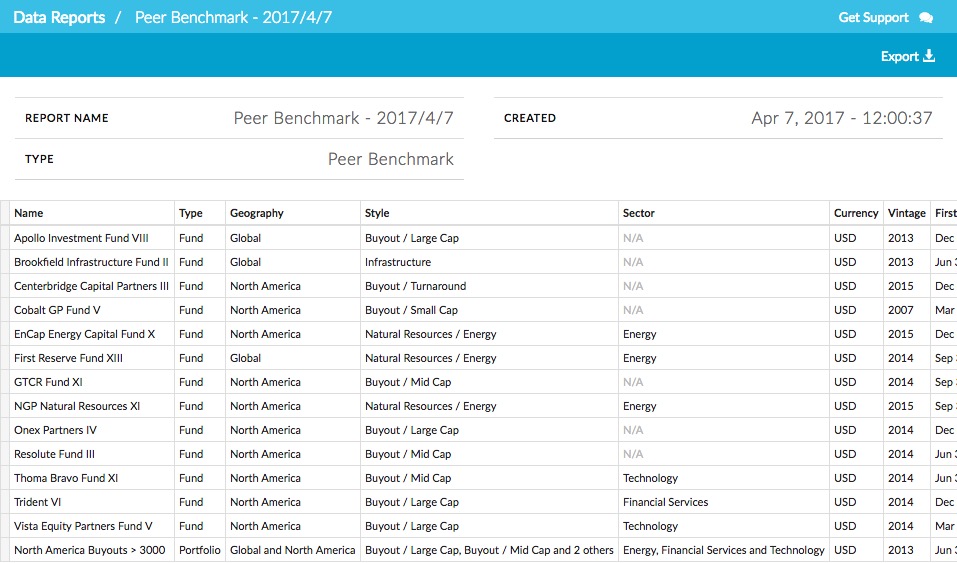 Data Reports / Peer Benchmark - 2017/4/7 Get Support
Export
REPORT NAME Peer Benchmark - 2017/4/7 CREATED Apr 7, 2017 - 12:00:37
TYPE Peer Benchmark
Name Type Geography Style Sector Currency Vintage First
Apollo Investment Fund VIII Fund Global Buyout / Large Cap N/A USD 2013 Dec
Brookfield Infrastructure Fund II Fund Global Infrastructure N/A USD 2013 Jun
Centerbridge Capital Partners III Fund North America Buyout / Turnaround N/A USD 2015 Dec
Cobalt GP Fund V Fund North America Buyout / Small Cap N/A USD 2007 Mar
EnCap Energy Capital Fund X Fund North America Natural Resources / Energy Energy USD 2015 Dec
First Reserve Fund XIII Fund Global Natural Resources / Energy Energy USD 2014 Sep
GTCR Fund XI Fund North America Buyout / Mid Cap N/A USD 2014 Sep
NGP Natural Resources XI Fund North America Natural Resources / Energy Energy USD 2015 Sep
Onex Partners IV Fund North America Buyout / Large Cap N/A USD 2014 Dec
Resolute Fund III Fund North America Buyout / Mid Cap N/A USD 2014 Jun
Thoma Bravo Fund XI Fund North America Buyout / Mid Cap Technology USD 2014 Jun
Trident VI Fund North America Buyout / Large Cap Financial Services USD 2014 Dec
Vista Equity Partners Fund V Fund North America Buyout / Large Cap Technology USD 2014 Mar
North America Buyouts > 3000 Portfolio Global and North America Buyout / Large Cap, Buyout / Mid Cap and 2 others Energy, Financial Services and Technology USD 2013 Jun